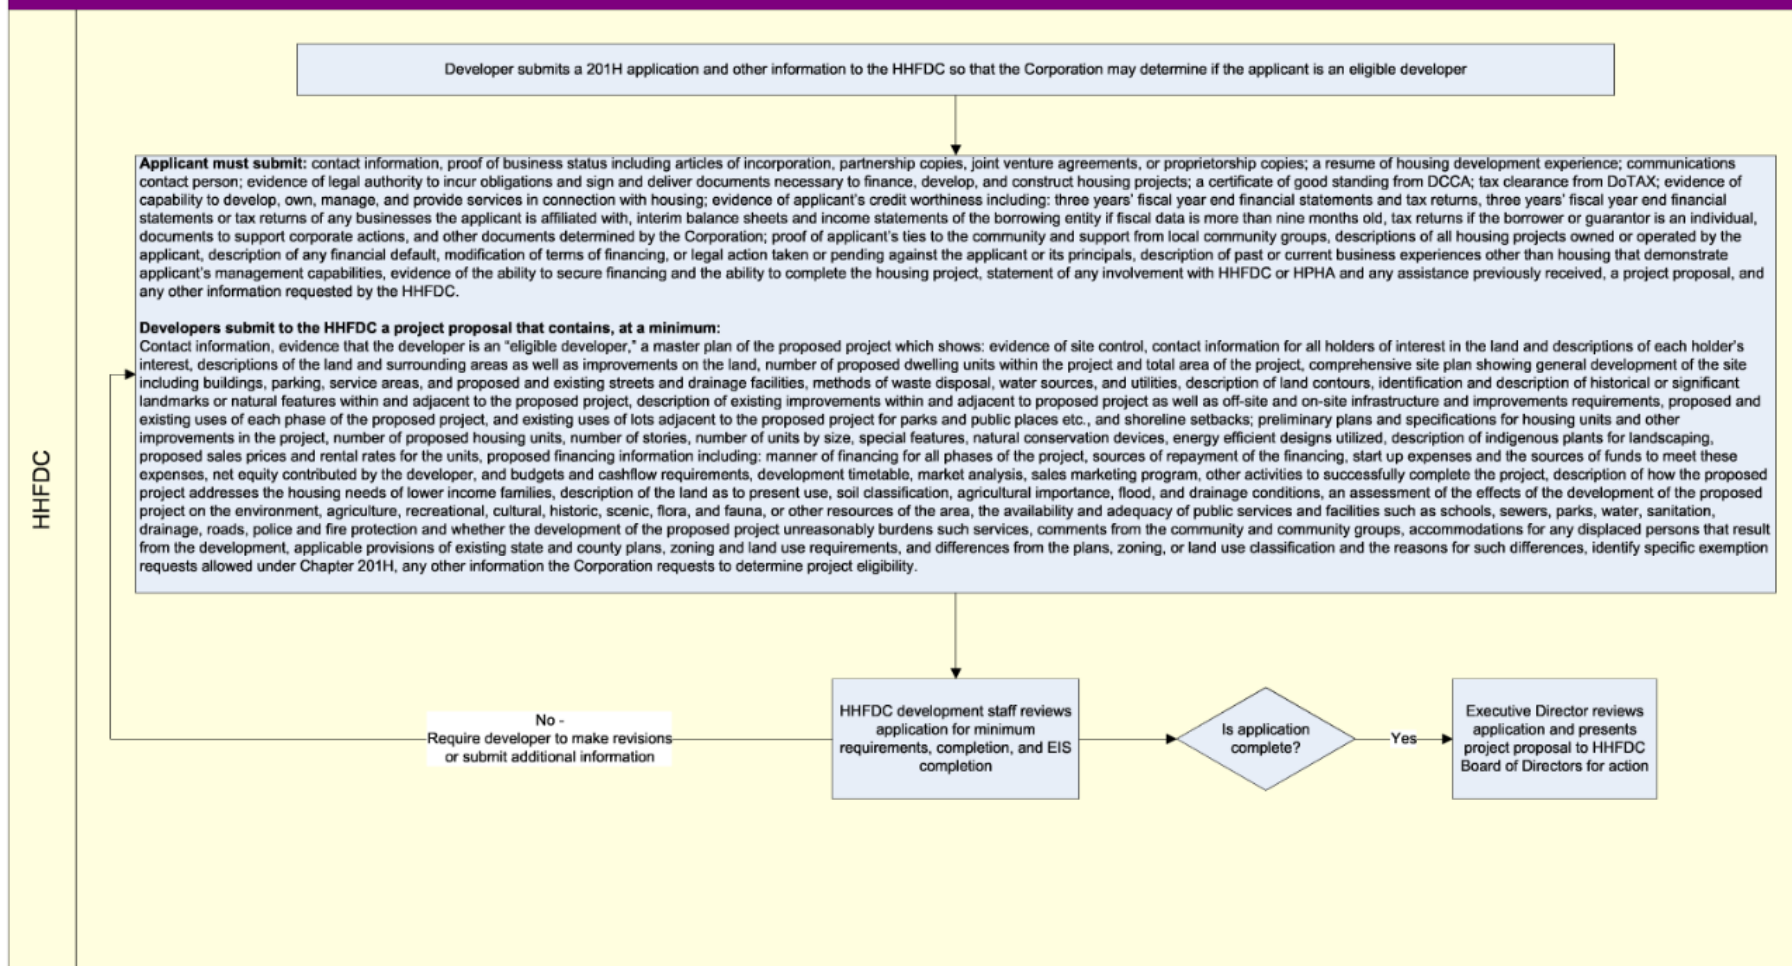 HHFDC
Developer submits a 201H application and other information to the HHFDC so that the Corporation may determine if the applicant is an eligible developer
Applicant must submit: contact information, proof of business status including articles of incorporation, partnership copies, joint venture agreements, or proprietorship copies; a resume of housing development experience; communications
contact person; evidence of legal authority to incur obligations and sign and deliver documents necessary to finance, develop, and construct housing projects; a certificate of good standing from DCCA; tax clearance from DoTAX; evidence of
capability to develop, own, manage, and provide services in connection with housing; evidence of applicant's credit worthiness including: three years' fiscal year end financial statements and tax returns, three years' fiscal year end financial
statements or tax returns of any businesses the applicant is affiliated with, interim balance sheets and income statements of the borrowing entity if fiscal data is more than nine months old, tax returns if the borrower or guarantor is an individual,
documents to support corporate actions, and other documents determined by the Corporation; proof of applicant's ties to the community and support from local community groups, descriptions of all housing projects owned or operated by the
applicant, description of any financial default, modification of terms of financing, or legal action taken or pending against the applicant or its principals, description of past or current business experiences other than housing that demonstrate
applicant's management capabilities, evidence of the ability to secure financing and the ability to complete the housing project, statement of any involvement with HHFDC or HPHA and any assistance previously received, a project proposal, and
any other information requested by the HHFDC.
Developers submit to the HHFDC a project proposal that contains, at a minimum:
Contact information, evidence that the developer is an "eligible developer," a master plan of the proposed project which shows: evidence of site control, contact information for all holders of interest in the land and descriptions of each holder's
interest, descriptions of the land and surrounding areas as well as improvements on the land, number of proposed dwelling units within the project and total area of the project, comprehensive site plan showing general development of the site
including buildings, parking, service areas, and proposed and existing streets and drainage facilities, methods of waste disposal, water sources, and utilities, description of land contours, identification and description of historical or significant
landmarks or natural features within and adjacent to the proposed project, description of existing improvements within and adjacent to proposed project as well as off-site and on-site infrastructure and improvements requirements, proposed and
existing uses of each phase of the proposed project, and existing uses of lots adjacent to the proposed project for parks and public places etc., and shoreline setbacks; preliminary plans and specifications for housing units and other
improvements in the project, number of proposed housing units, number of stories, number of units by size, special features, natural conservation devices, energy efficient designs utilized, description of indigenous plants for landscaping,
proposed sales prices and rental rates for the units, proposed financing information including: manner of financing for all phases of the project, sources of repayment of the financing, start up expenses and the sources of funds to meet these
expenses, net equity contributed by the developer, and budgets and cashflow requirements, development timetable, market analysis, sales marketing program, other activities to successfully complete the project, description of how the proposed
project addresses the housing needs of lower income families, description of the land as to present use, soil classification, agricultural importance, flood, and drainage conditions, an assessment of the effects of the development of the proposed
project on the environment, agriculture, recreational, cultural, historic, scenic, flora, and fauna, or other resources of the area, the availability and adequacy of public services and facilities such as schools, sewers, parks, water, sanitation,
drainage, roads, police and fire protection and whether the development of the proposed project unreasonably burdens such services, comments from the community and community groups, accommodations for any displaced persons that result
from the development, applicable provisions of existing state and county plans, zoning and land use requirements, and differences from the plans, zoning, or land use classification and the reasons for such differences, identify specific exemption
requests allowed under Chapter 201H, any other information the Corporation requests to determine project eligibility.
No -
Require developer to make revisions
or submit additional information
HHFDC development staff reviews
application for minimum
requirements, completion, and EIS
completion
Is application
complete?
Yes
Executive Director reviews
application and presents
project proposal to HHFDC
Board of Directors for action